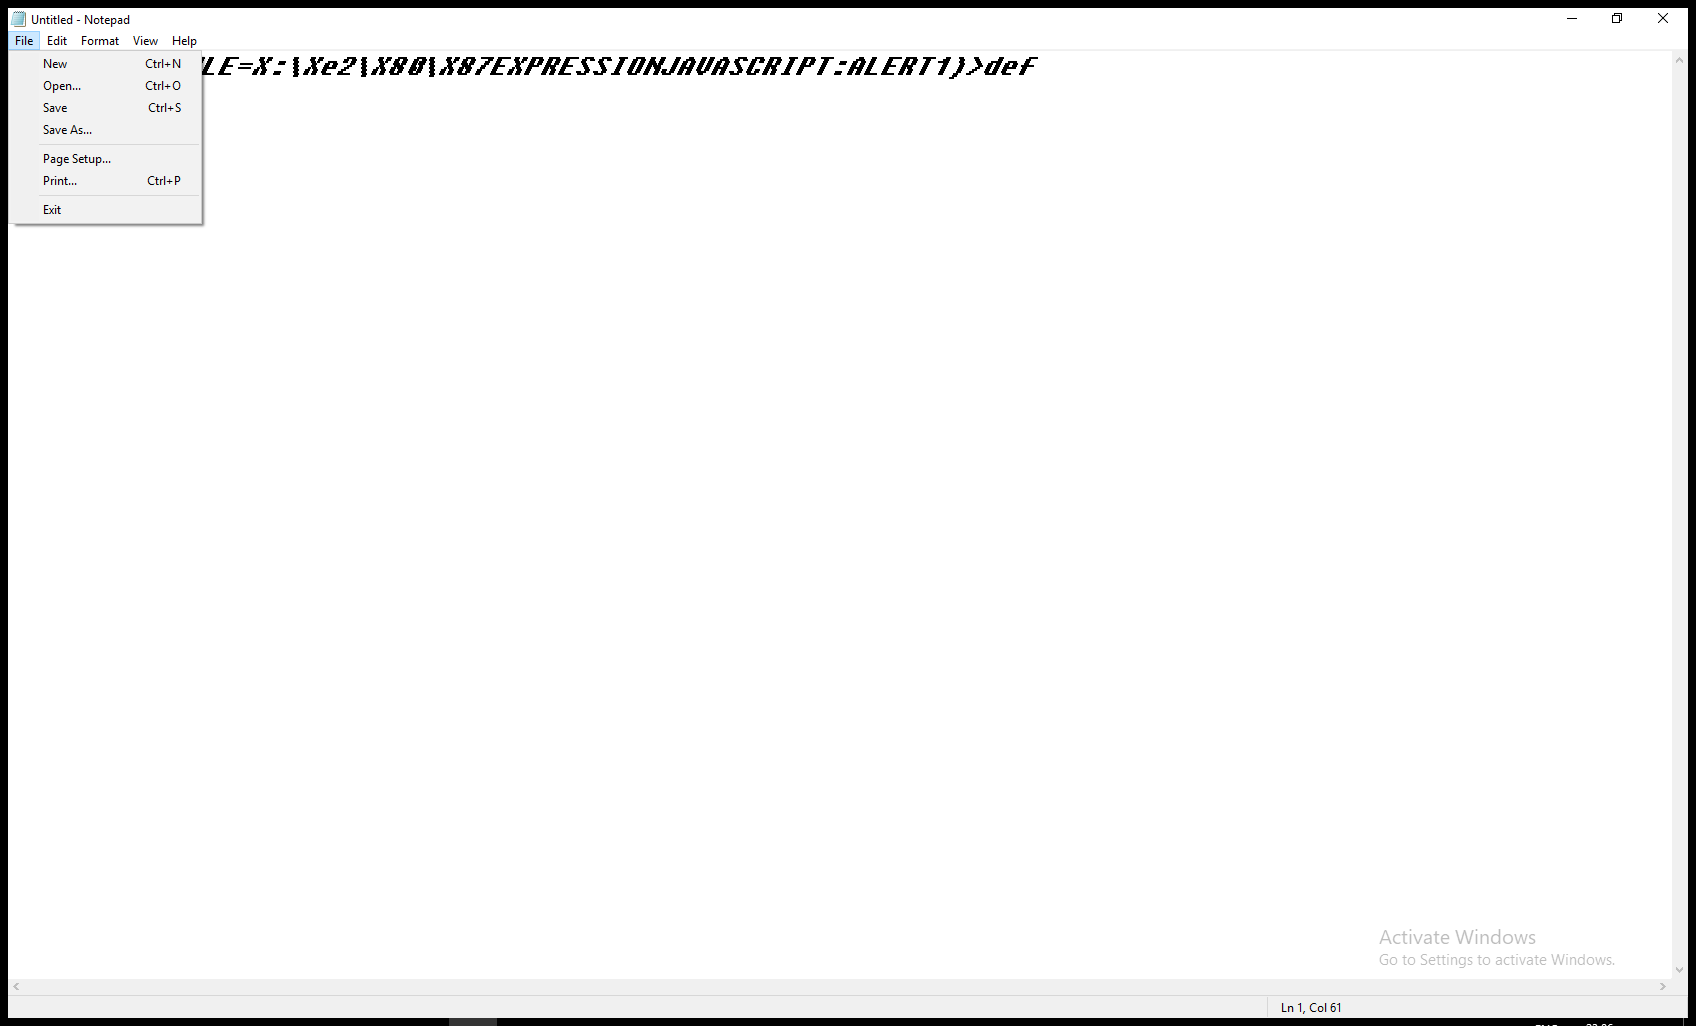 Untitled - Notepad
File Edit Format View Help
LE=X:\Xe2\X80\X87EXPRESSIONJAVASCRIPT:ALERT1)>def
New Ctrl+N
Open... Ctrl+O
Save Ctrl+S
Save As...
Page Setup...
Print... Ctrl+P
Exit
Activate Windows
Go to Settings to activate Windows.
Ln 1, Col 61